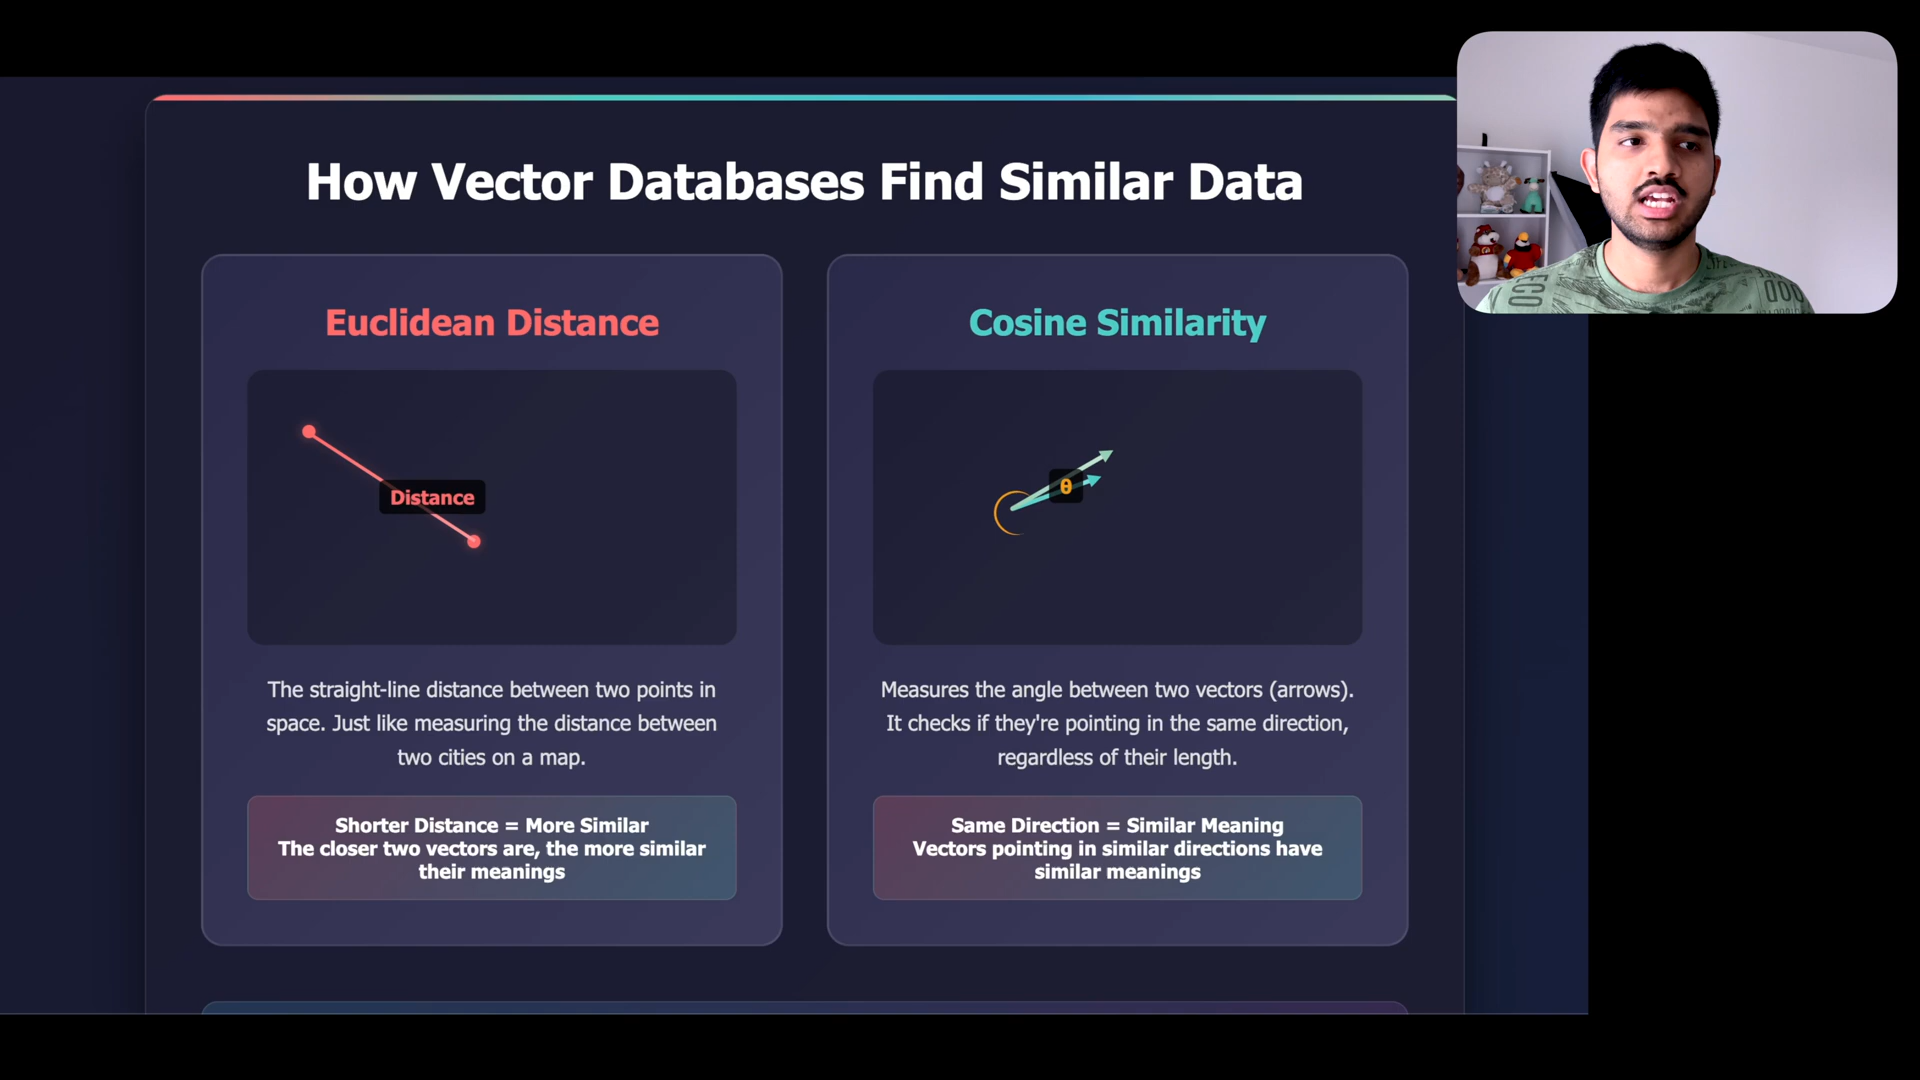 How Vector Databases Find Similar Data
Euclidean Distance
Distance
The straight-line distance between two points in
space. Just like measuring the distance between
two cities on a map.
Shorter Distance = More Similar
The closer two vectors are, the more similar
their meanings
Cosine Similarity
θ
Measures the angle between two vectors (arrows).
It checks if they're pointing in the same direction,
regardless of their length.
Same Direction = Similar Meaning
Vectors pointing in similar directions have
similar meanings